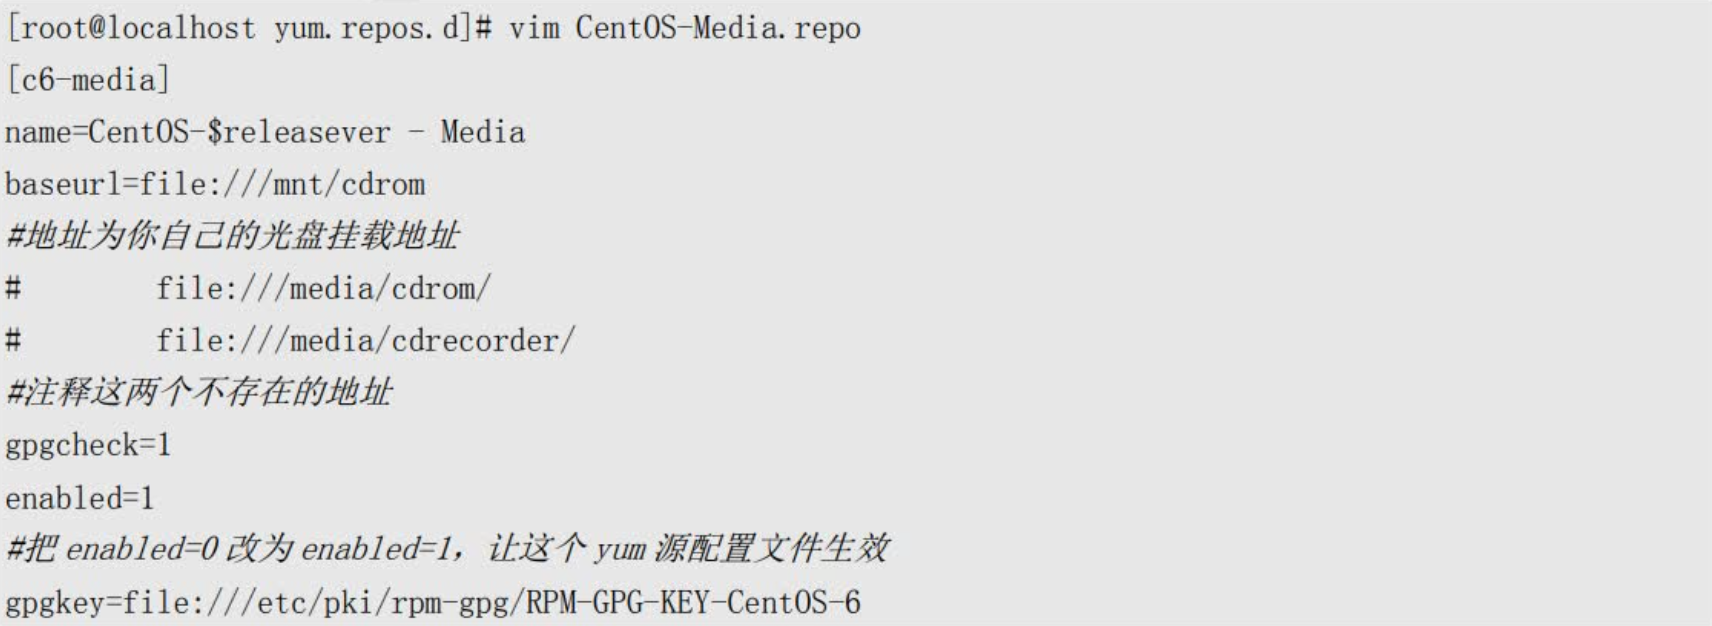 [root@localhost yum.repos.d]# vim CentOS-Media.repo
[c6-media]
name=CentOS-$releasever - Media
baseurl=file:///mnt/cdrom
#地址为你自己的光盘挂载地址
#        file:///media/cdrom/
#        file:///media/cdrecorder/
#注释这两个不存在的地址
gpgcheck=1
enabled=1
#把 enabled=0 改为 enabled=1，让这个 yum 源配置文件生效
gpgkey=file:///etc/pki/rpm-gpg/RPM-GPG-KEY-CentOS-6